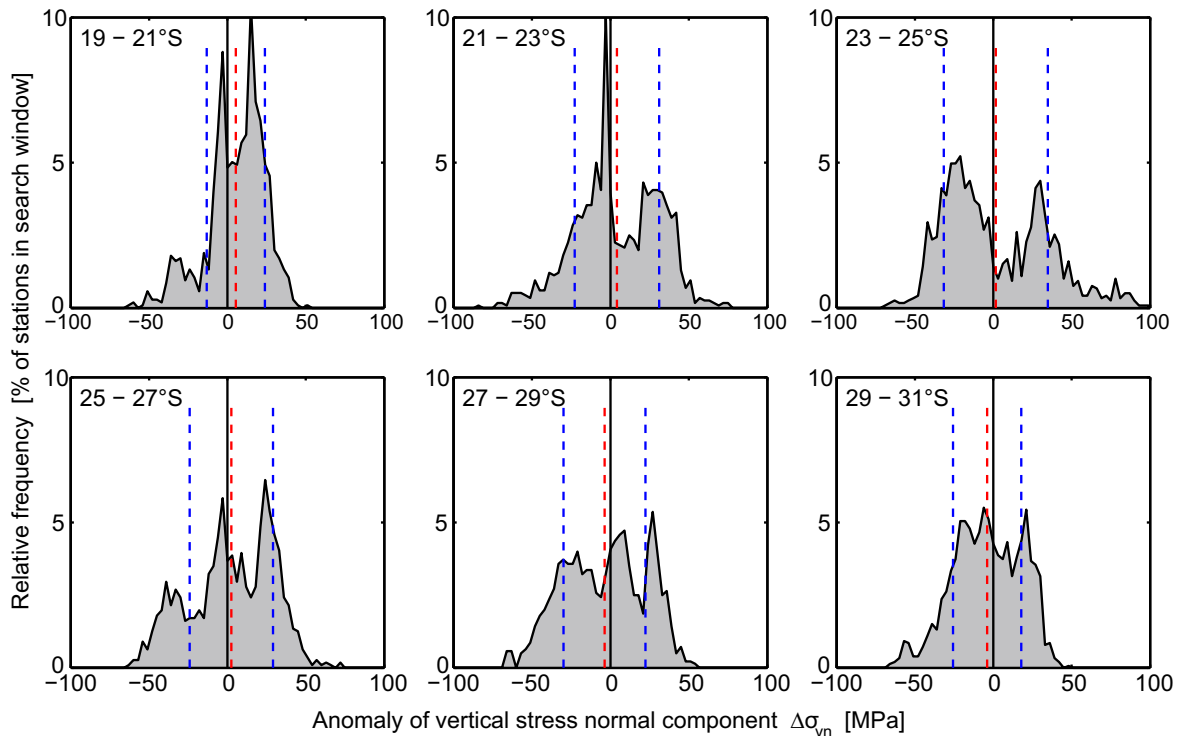 Relative frequency [% of stations in search window]
19 – 21°S
10
5
0
−100 −50 0 50 100
21 – 23°S
10
5
0
−100 −50 0 50 100
23 – 25°S
10
5
0
−100 −50 0 50 100
25 – 27°S
10
5
0
−100 −50 0 50 100
27 – 29°S
10
5
0
−100 −50 0 50 100
29 – 31°S
10
5
0
−100 −50 0 50 100
Anomaly of vertical stress normal component Δσvn [MPa]